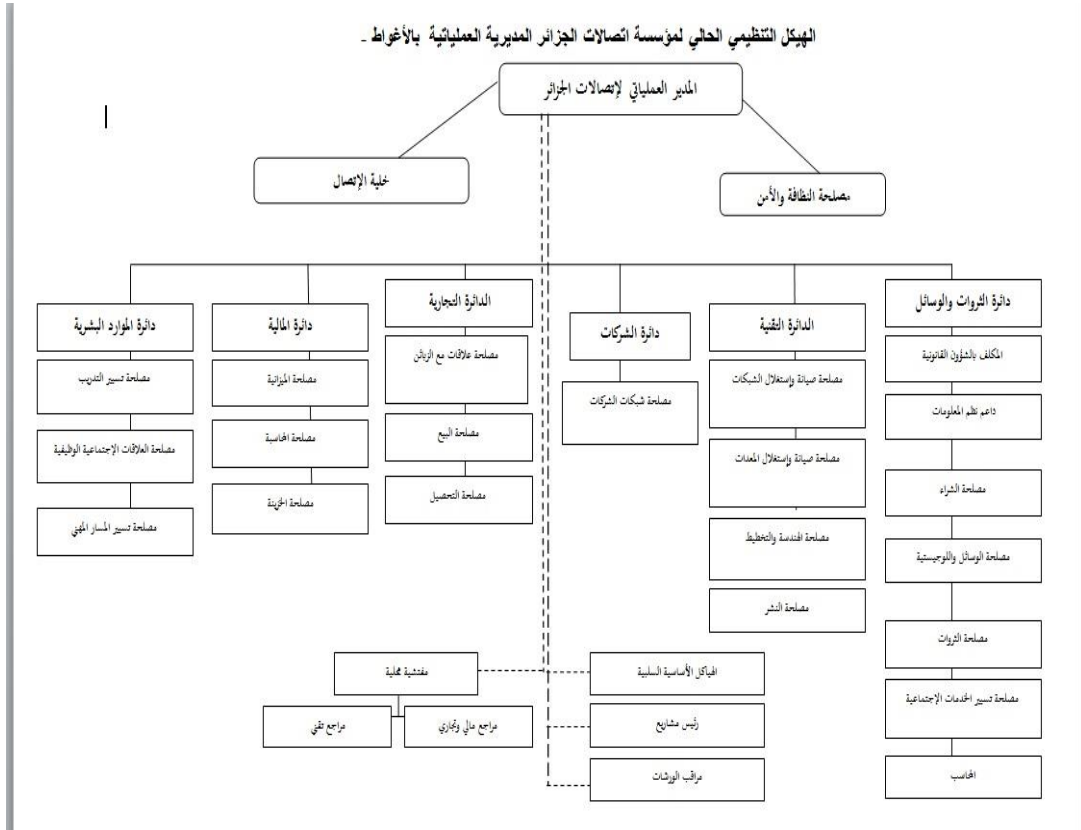 الهيكل التنظيمي الحالي لمؤسسة اتصالات الجزائر المديرية العملياتية بالأغواط -
المدير العملياتي لإتصالات الجزائر
مصلحة النظافة والأمن
خلية الإتصال
دائرة الثروات والوسائل
المكلف بالشؤون القانونية
داعم نظم المعلومات
مصلحة الشراء
مصلحة الوسائل واللوجيستية
مصلحة الثروات
مصلحة تسيير الخدمات الإجتماعية
المحاسب
الدائرة التقنية
مصلحة صيانة وإستغلال الشبكات
مصلحة صيانة وإستغلال المعدات
مصلحة الهندسة والتخطيط
مصلحة النشر
دائرة الشركات
مصلحة شبكات الشركات
الدائرة التجارية
مصلحة علاقات مع الزبائن
مصلحة البيع
مصلحة التحصيل
دائرة المالية
مصلحة الميزانية
مصلحة المحاسبة
مصلحة الخزينة
دائرة الموارد البشرية
مصلحة تسيير التدريب
مصلحة العلاقات الإجتماعية الوظيفية
مصلحة تسيير المسار المهني
الهياكل الأساسية السلبية
رئيس مشاريع
مراقب الورشات
مفتشية محلية
مراجع مالي وتجاري
مراجع تقني